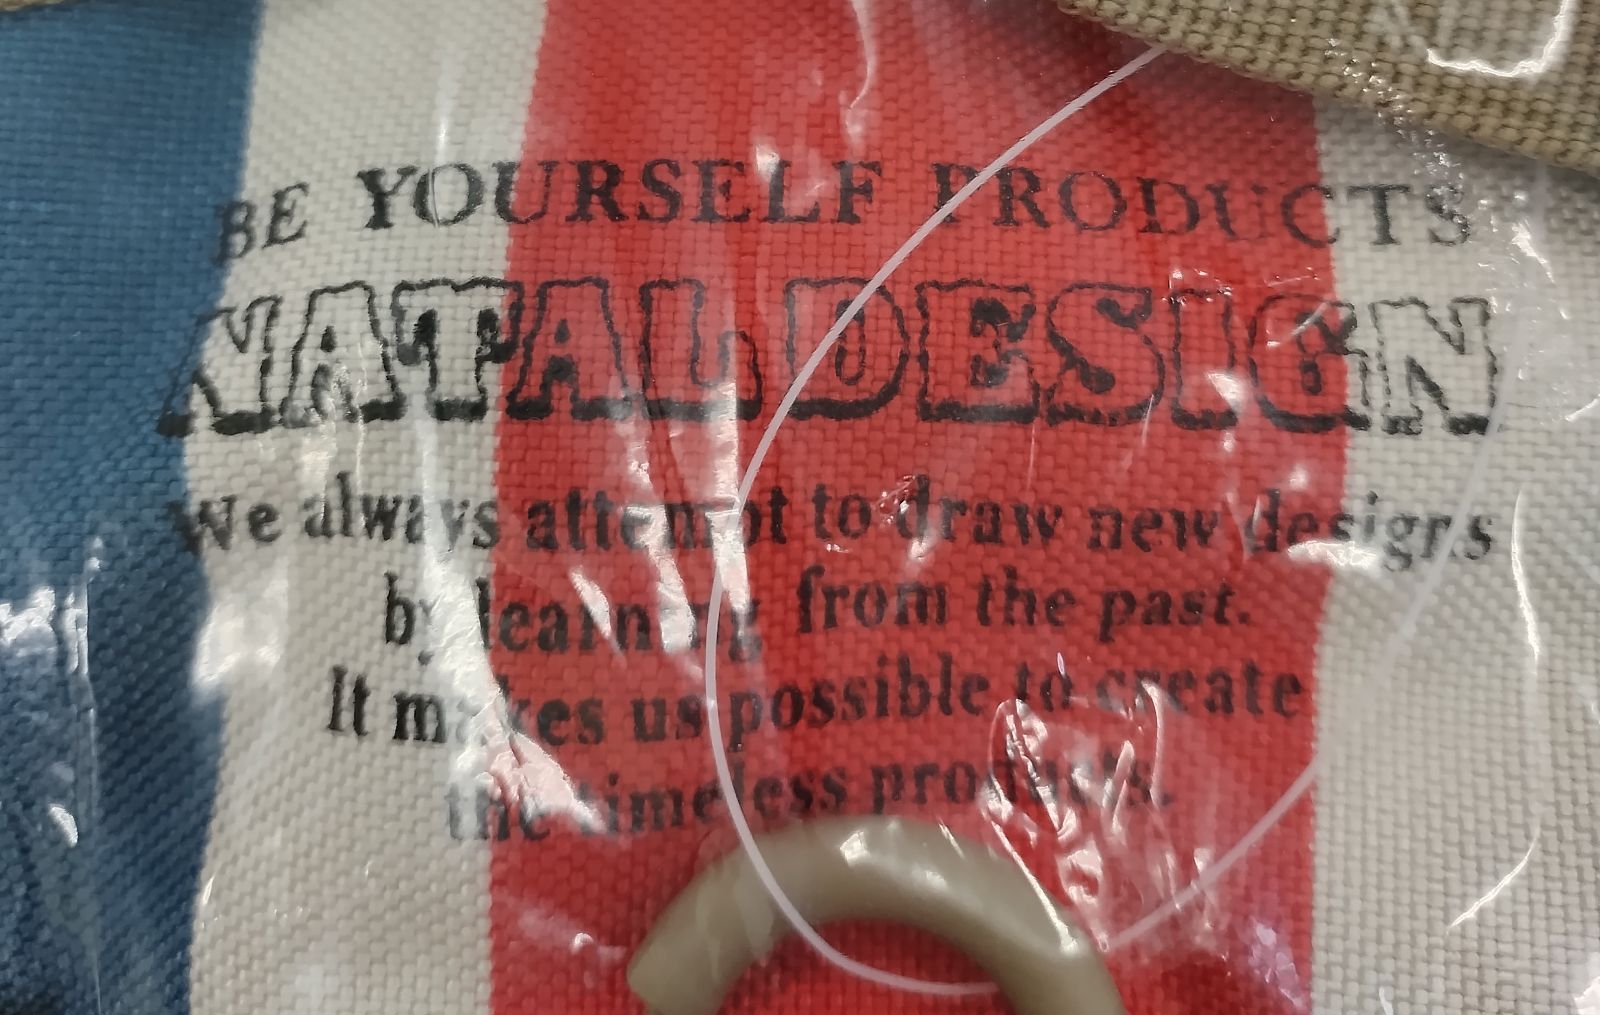 BE YOURSELF PRODUCTS
NATAL DESIGN
We always attempt to draw new designs
by learning from the past.
It makes us possible to create
the timeless products.